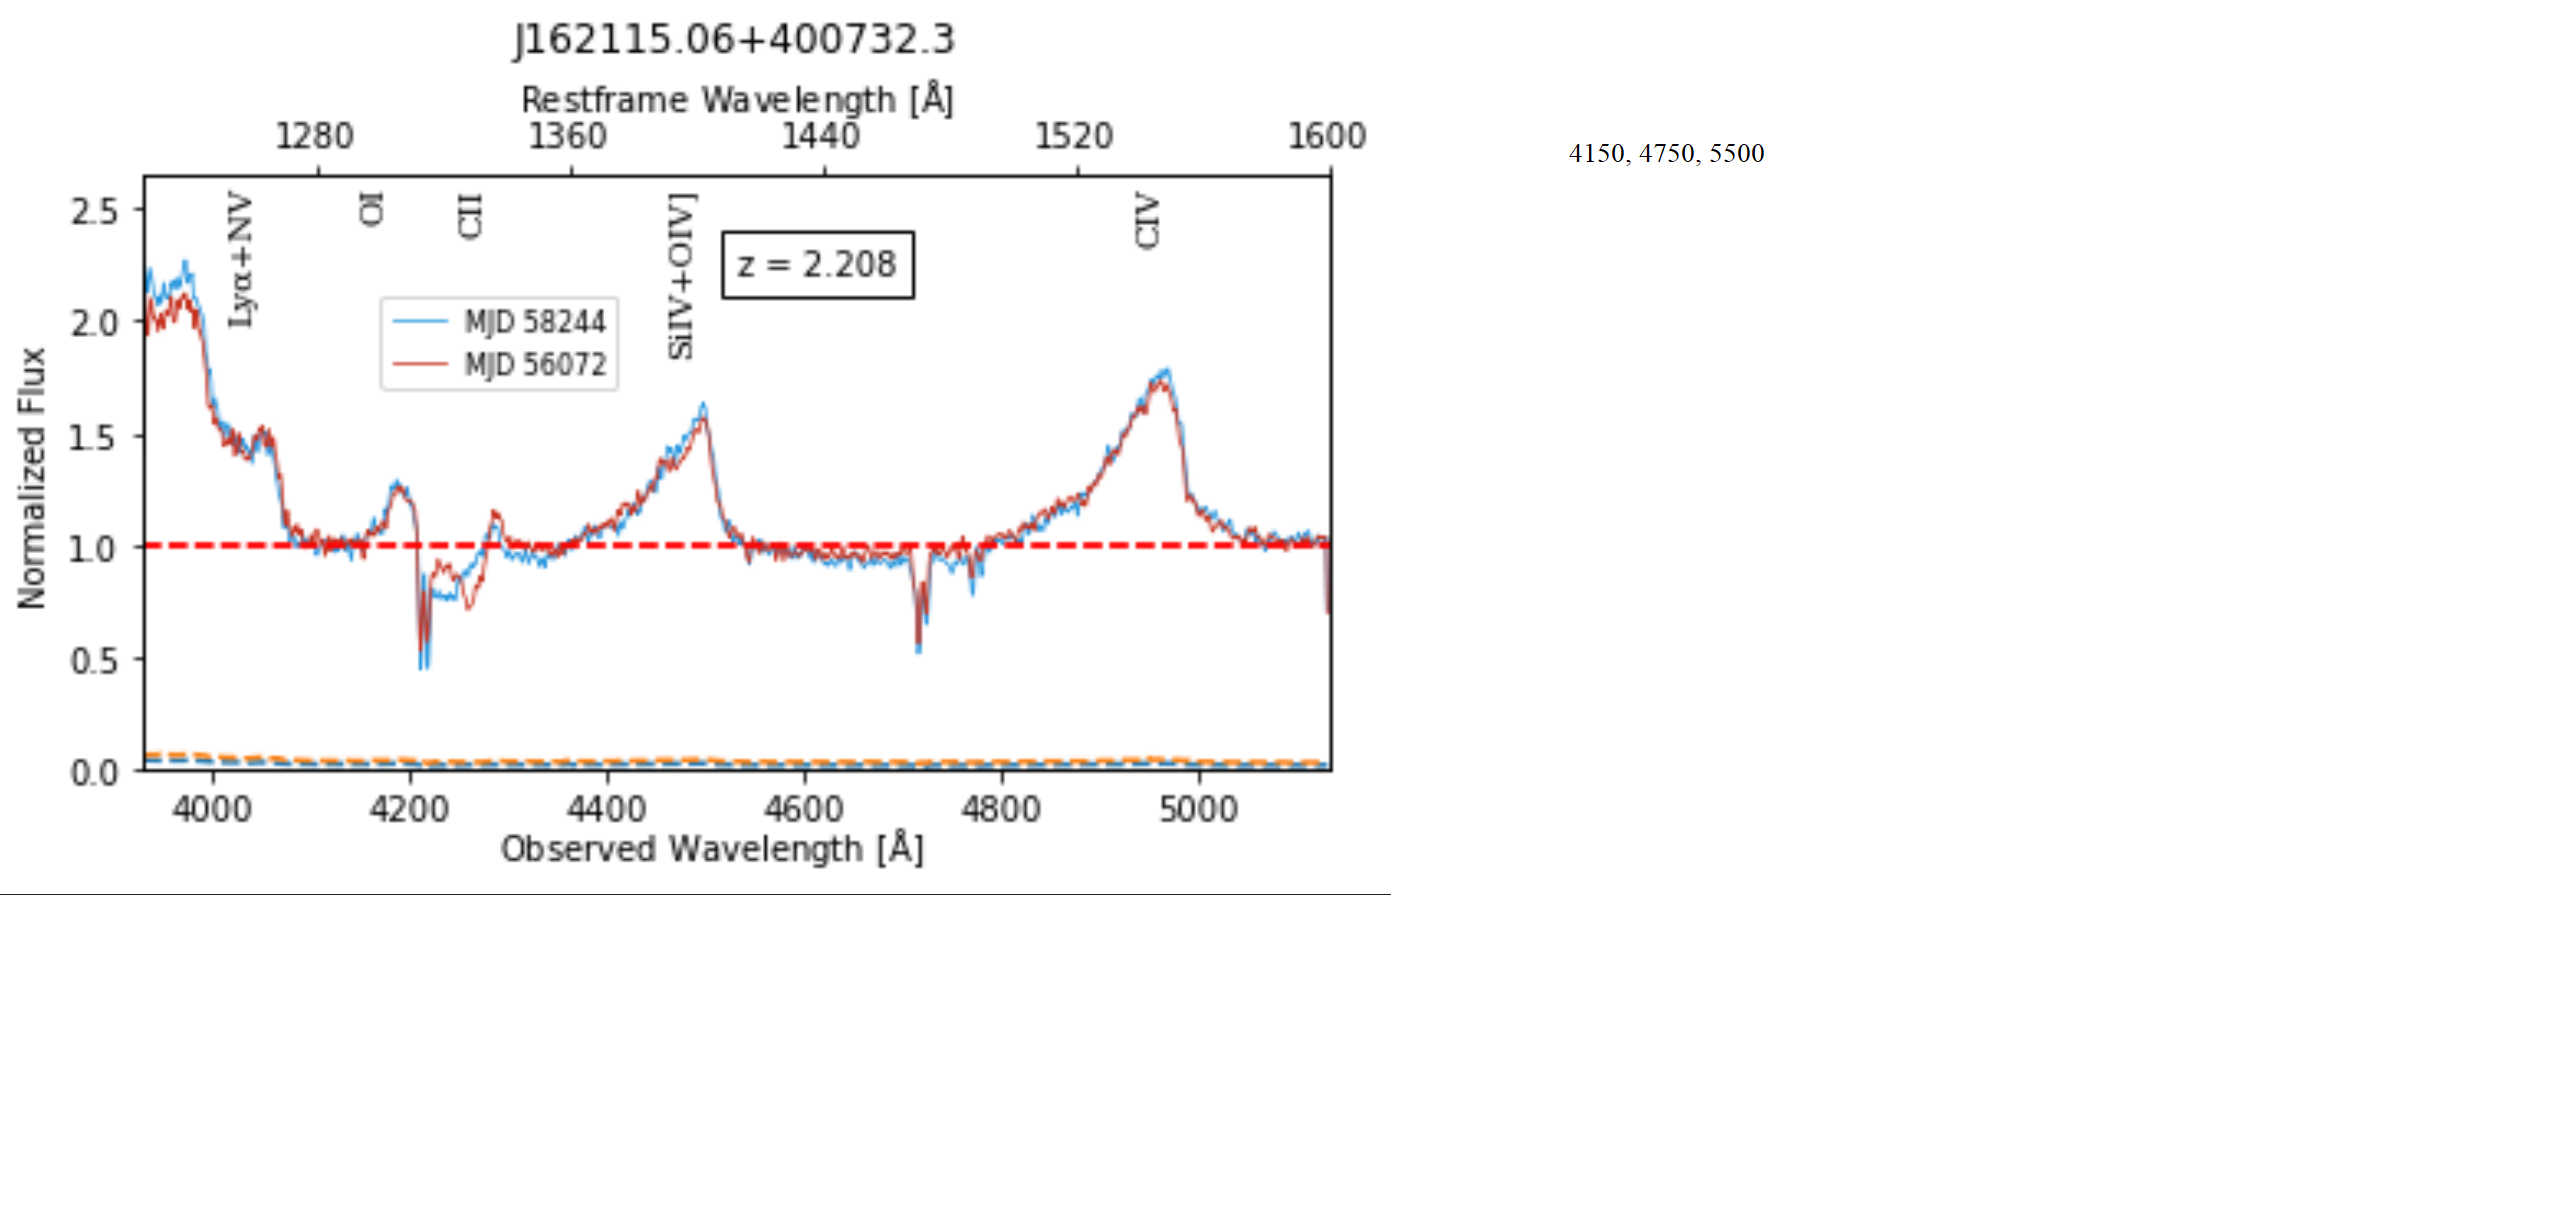 J162115.06+400732.3
Restframe Wavelength [Å]
1280 1360 1440 1520 1600
4150, 4750, 5500
2.5
2.0
1.5
1.0
0.5
0.0
Normalized Flux
Lyα+NV
OI
CII
SiIV+OIV]
CIV
z = 2.208
MJD 58244
MJD 56072
4000 4200 4400 4600 4800 5000
Observed Wavelength [Å]